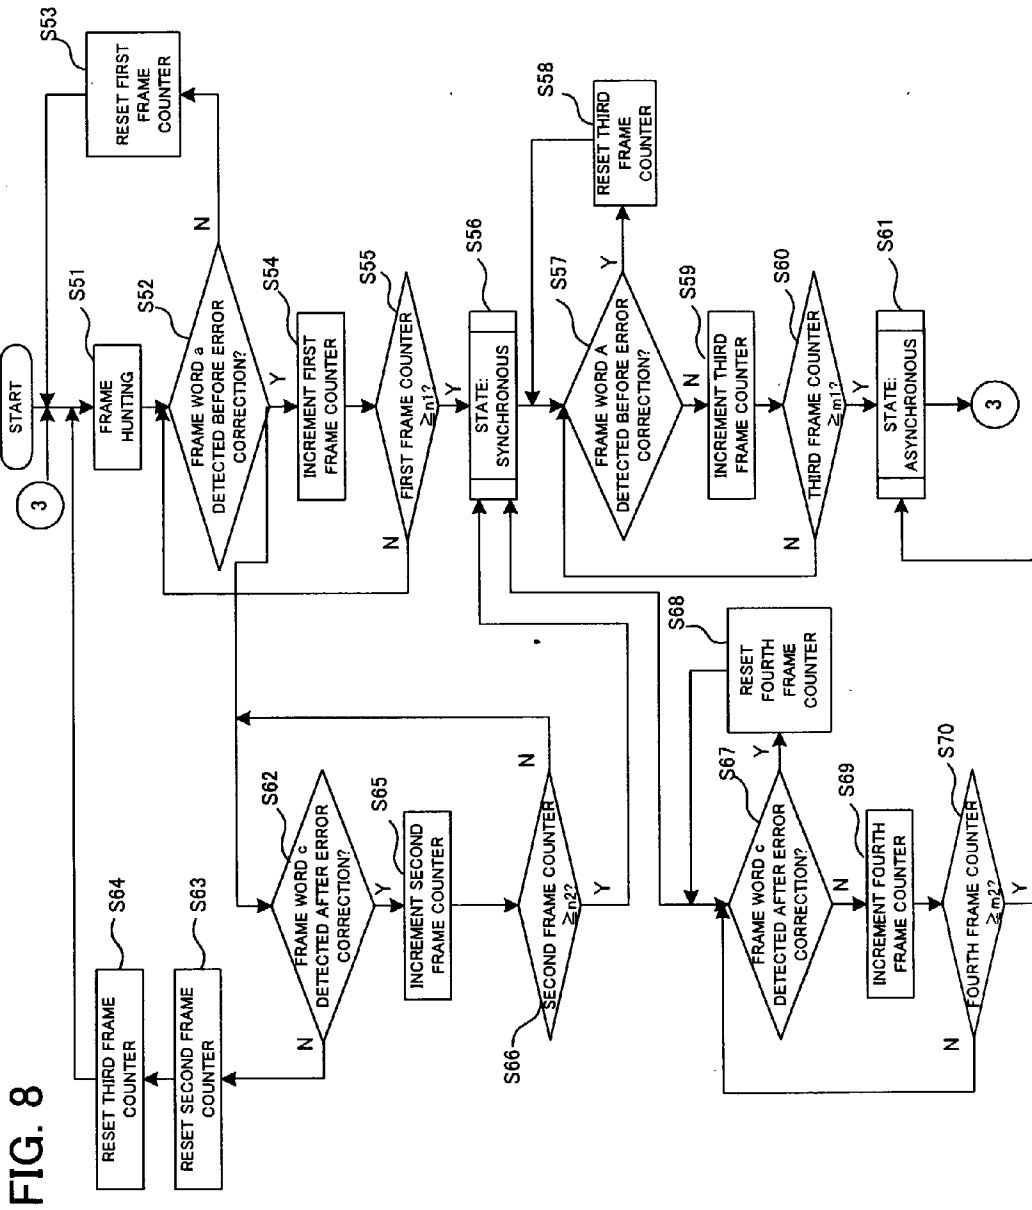 FIG. 8
START
3
S51
FRAME
HUNTING
S52
FRAME WORD a
DETECTED BEFORE ERROR
CORRECTION?
N
Y
S53
RESET FIRST
FRAME
COUNTER
S54
INCREMENT FIRST
FRAME COUNTER
S55
FIRST FRAME COUNTER
≧n1?
N
Y
S56
STATE:
SYNCHRONOUS
S57
FRAME WORD A
DETECTED BEFORE ERROR
CORRECTION?
Y
N
S58
RESET THIRD
FRAME
COUNTER
S59
INCREMENT THIRD
FRAME COUNTER
S60
THIRD FRAME COUNTER
≧m1?
N
Y
S61
STATE:
ASYNCHRONOUS
3
S62
FRAME WORD c
DETECTED AFTER ERROR
CORRECTION?
N
Y
S63
RESET SECOND FRAME
COUNTER
S64
RESET THIRD FRAME
COUNTER
S65
INCREMENT SECOND
FRAME COUNTER
S66
SECOND FRAME COUNTER
≧n2?
N
Y
S67
FRAME WORD c
DETECTED AFTER ERROR
CORRECTION?
Y
N
S68
RESET
FOURTH
FRAME
COUNTER
S69
INCREMENT FOURTH
FRAME COUNTER
S70
FOURTH FRAME COUNTER
≧m2?
N
Y